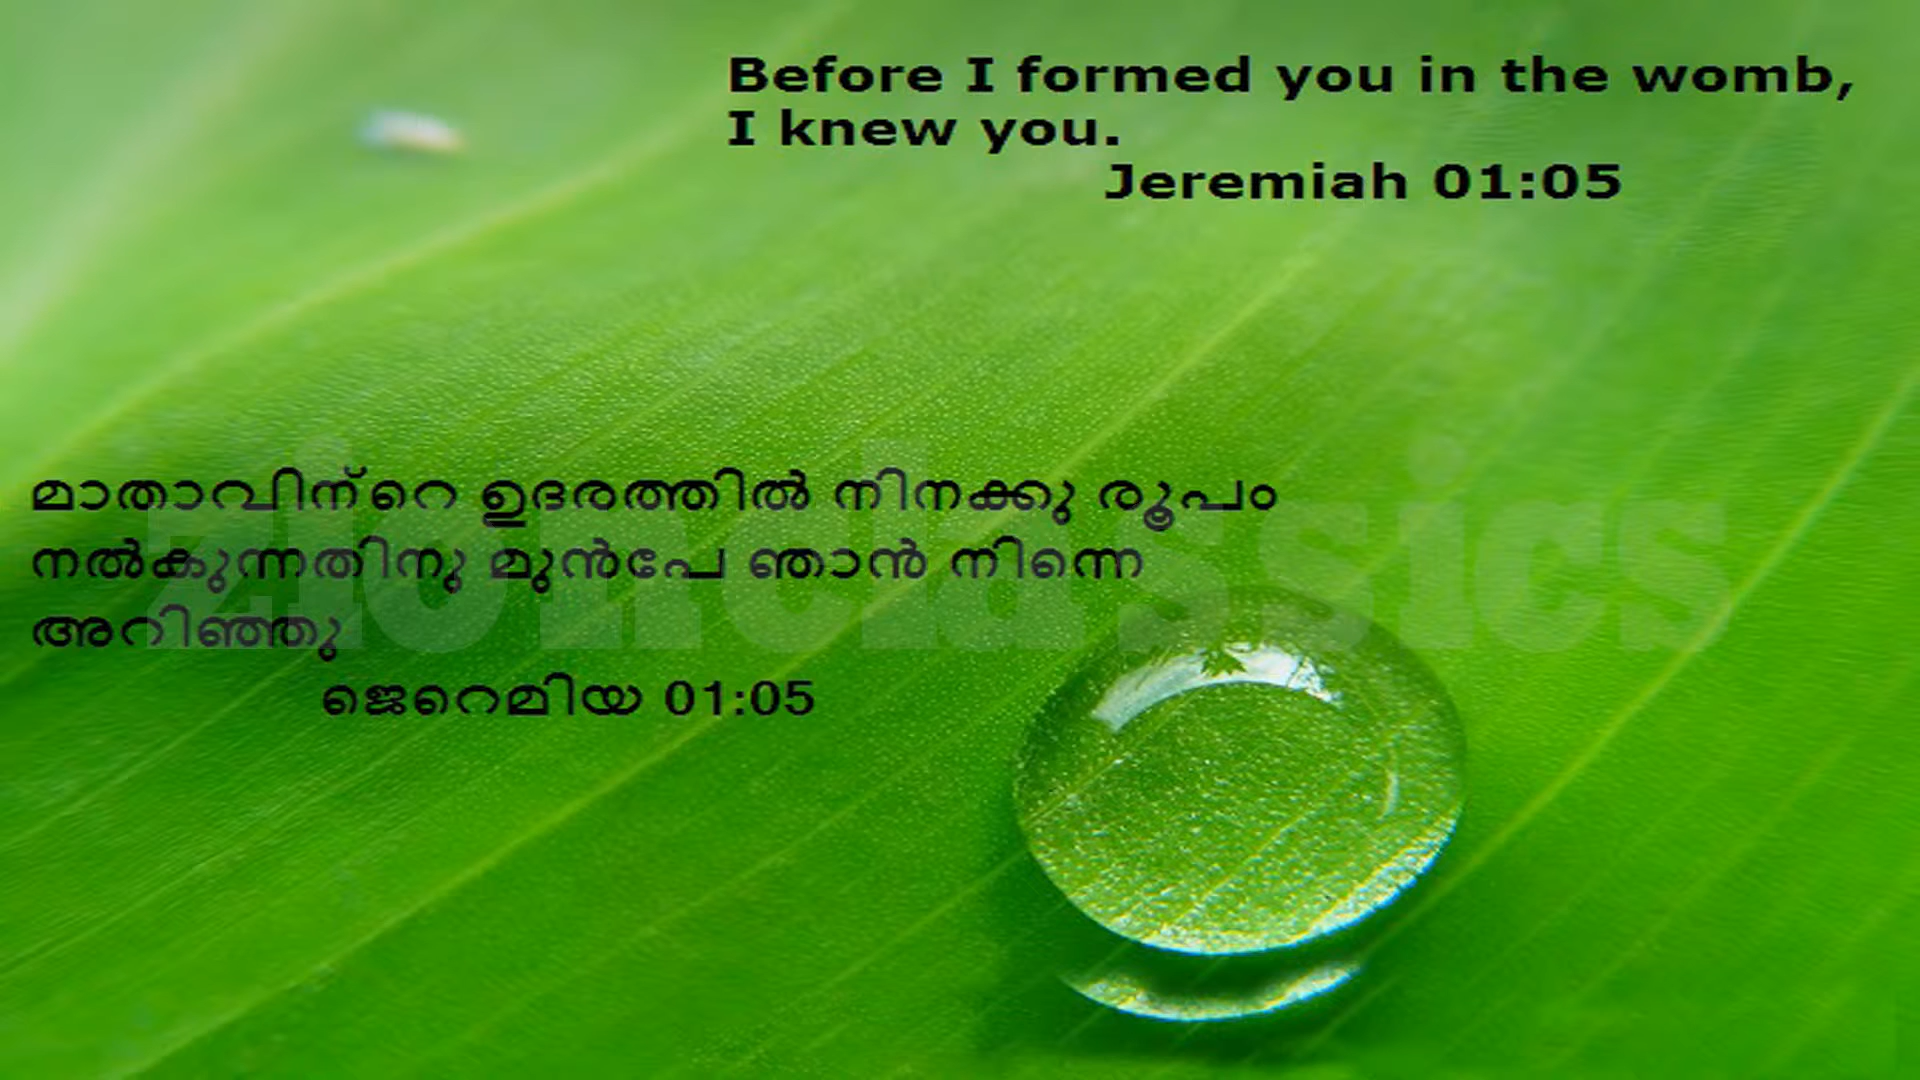 Before I formed you in the womb,
I knew you.
Jeremiah 01:05
മാതാവിന്റെ ഉദരത്തിൽ നിനക്കു രൂപം
നൽകുന്നതിനു മുൻപേ ഞാൻ നിന്നെ
അറിഞ്ഞു
ജെറെമിയ 01:05
zionclassics